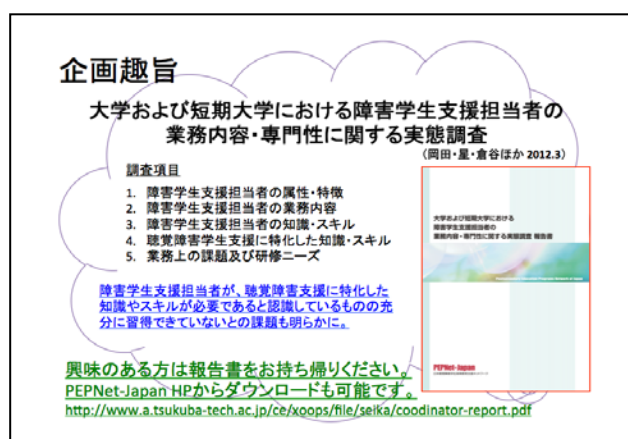 企画趣旨
大学および短期大学における障害学生支援担当者の
業務内容・専門性に関する実態調査
(岡田・星・倉谷ほか 2012.3)
調査項目
1. 障害学生支援担当者の属性・特徴
2. 障害学生支援担当者の業務内容
3. 障害学生支援担当者の知識・スキル
4. 聴覚障害学生支援に特化した知識・スキル
5. 業務上の課題及び研修ニーズ
障害学生支援担当者が、聴覚障害支援に特化した
知識やスキルが必要であると認識しているものの充
分に習得できていないとの課題も明らかに。
大学および短期大学における
障害学生支援担当者の
業務内容・専門性に関する実態調査 報告書
PEPNet-Japan
興味のある方は報告書をお持ち帰りください。
PEPNet-Japan HPからダウンロードも可能です。
http://www.a.tsukuba-tech.ac.jp/ce/xoops/file/seika/coodinator-report.pdf